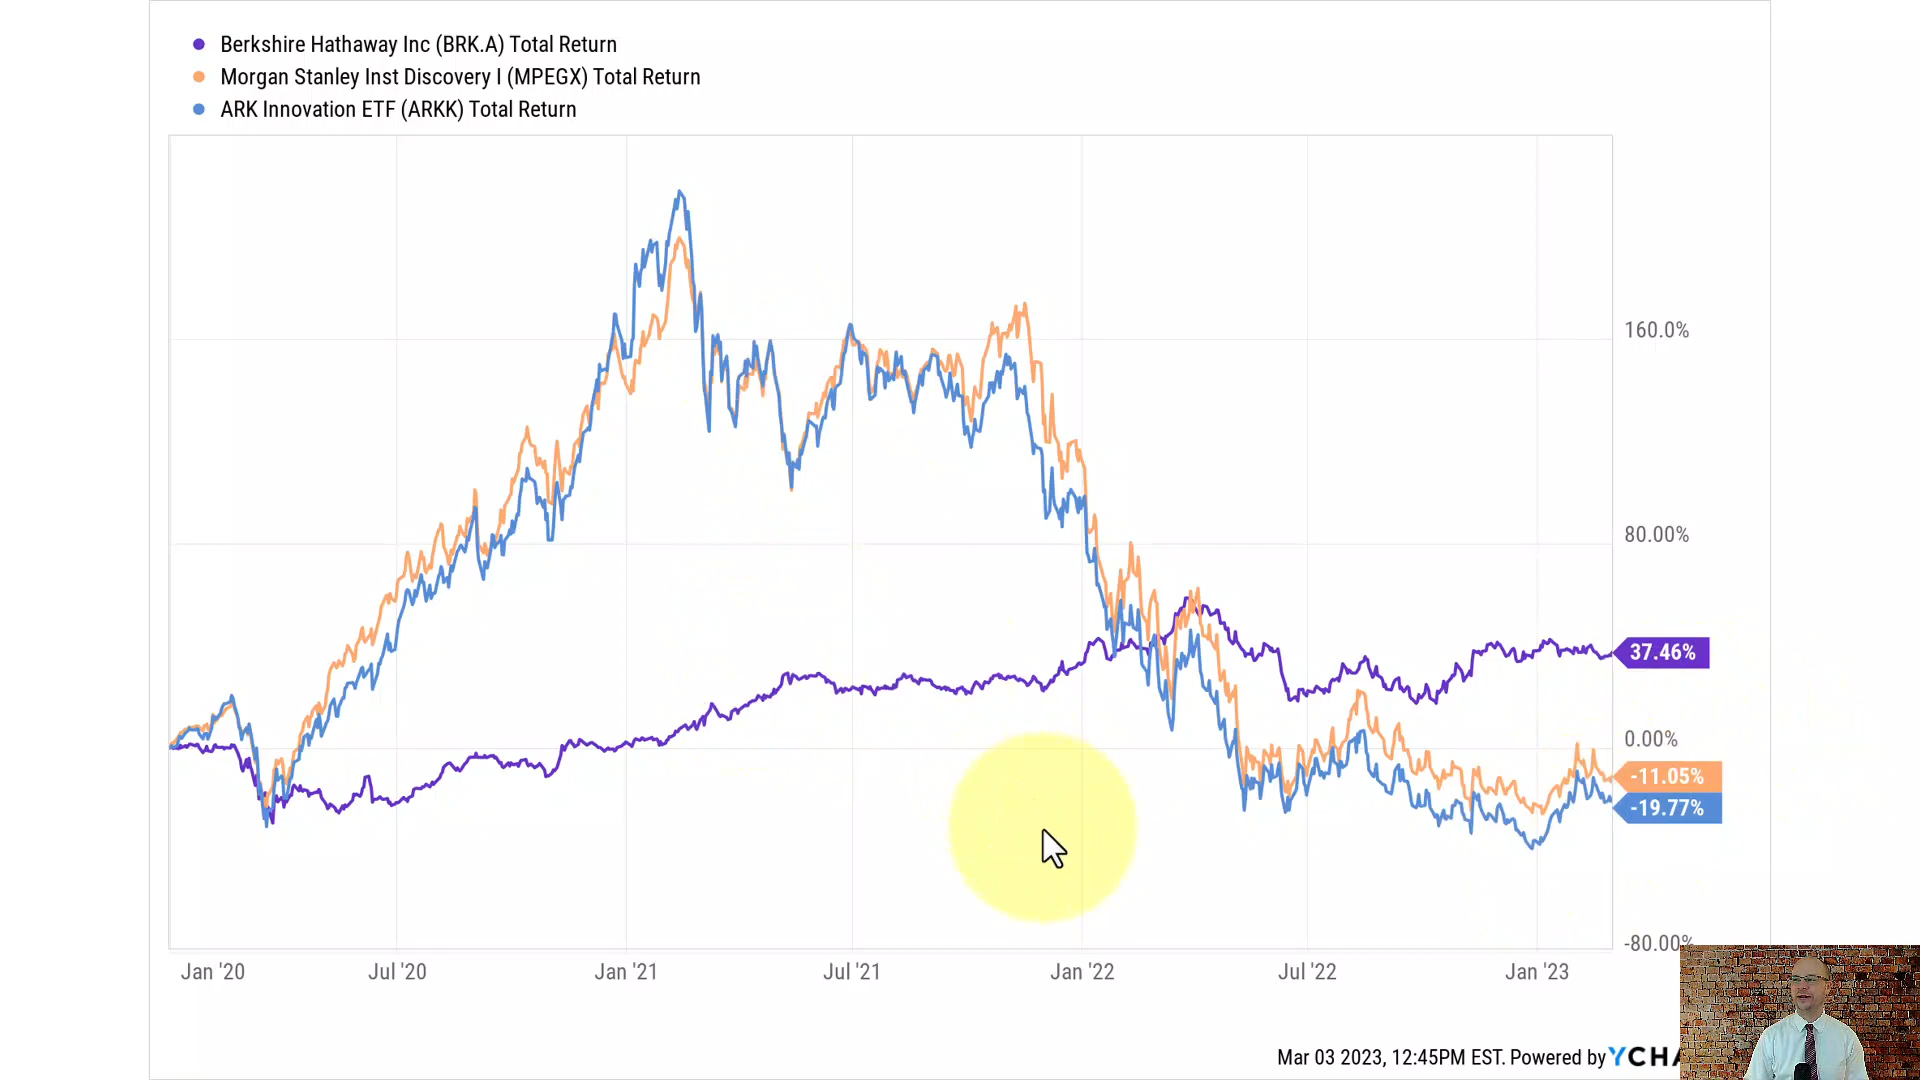 Berkshire Hathaway Inc (BRK.A) Total Return
Morgan Stanley Inst Discovery I (MPEGX) Total Return
ARK Innovation ETF (ARKK) Total Return
160.0%
80.00%
37.46%
0.00%
-11.05%
-19.77%
-80.00%
Jan '20 Jul '20 Jan '21 Jul '21 Jan '22 Jul '22 Jan '23
Mar 03 2023, 12:45PM EST. Powered by YCHA